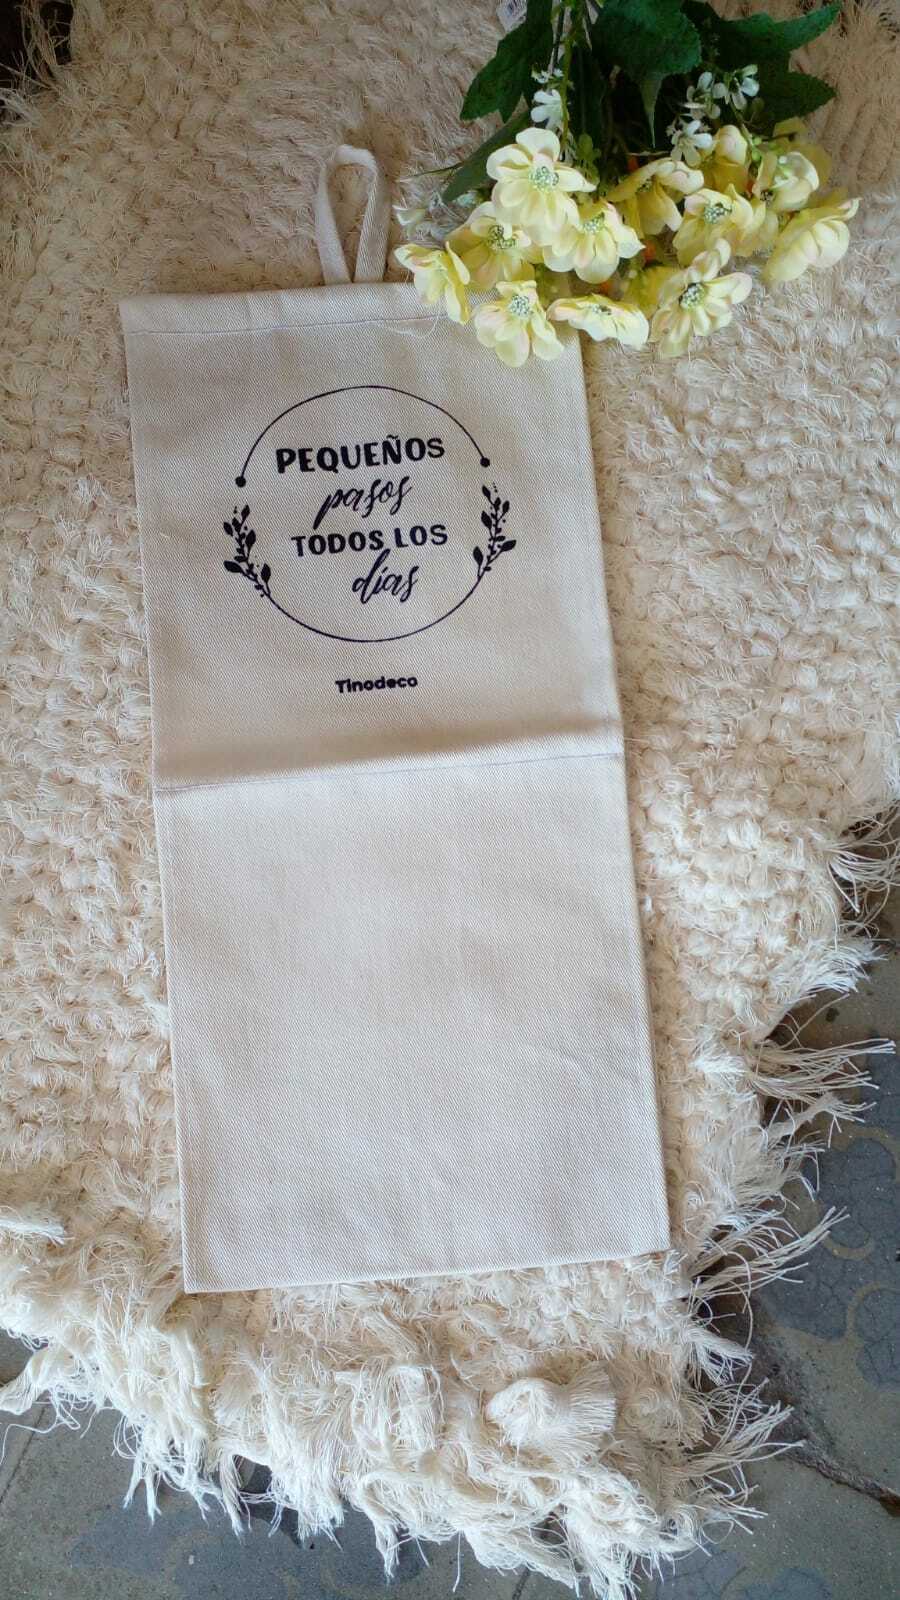 PEQUEÑOS
pasos
TODOS LOS
días
Tinodeco